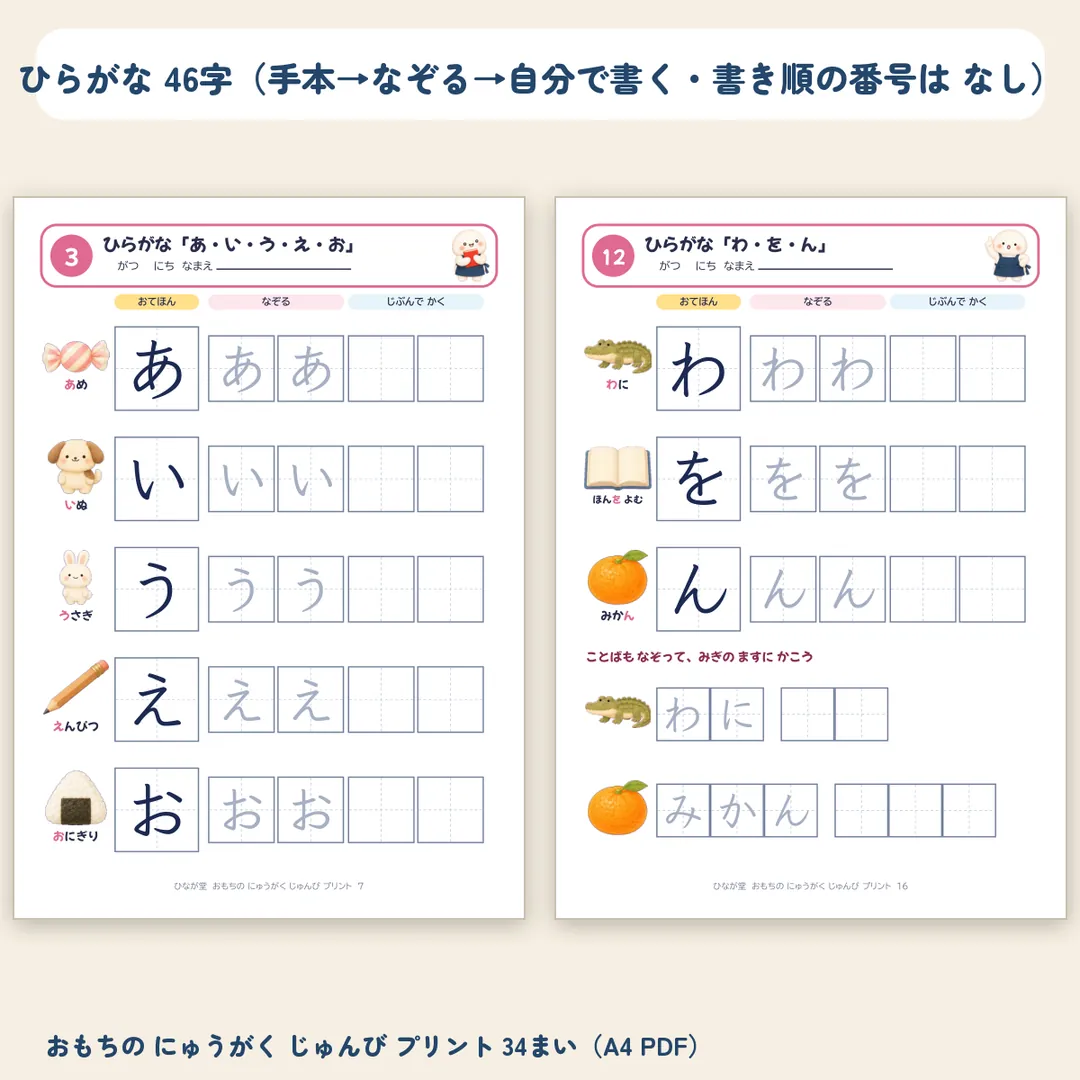 ひらがな 46字（手本→なぞる→自分で書く・書き順の番号は なし）
3
ひらがな「あ・い・う・え・お」
がつ にち なまえ
おてほん なぞる じぶんで かく
あめ
あ あ あ
いぬ
い い い
うさぎ
う う う
えんぴつ
え え え
おにぎり
お お お
ひなが堂 おもちの にゅうがく じゅんび プリント 7
12
ひらがな「わ・を・ん」
がつ にち なまえ
おてほん なぞる じぶんで かく
わに
わ わ わ
ほんを よむ
を を を
みかん
ん ん ん
ことばも なぞって、みぎの ますに かこう
わ に
み か ん
ひなが堂 おもちの にゅうがく じゅんび プリント 16
おもちの にゅうがく じゅんび プリント 34まい（A4 PDF）